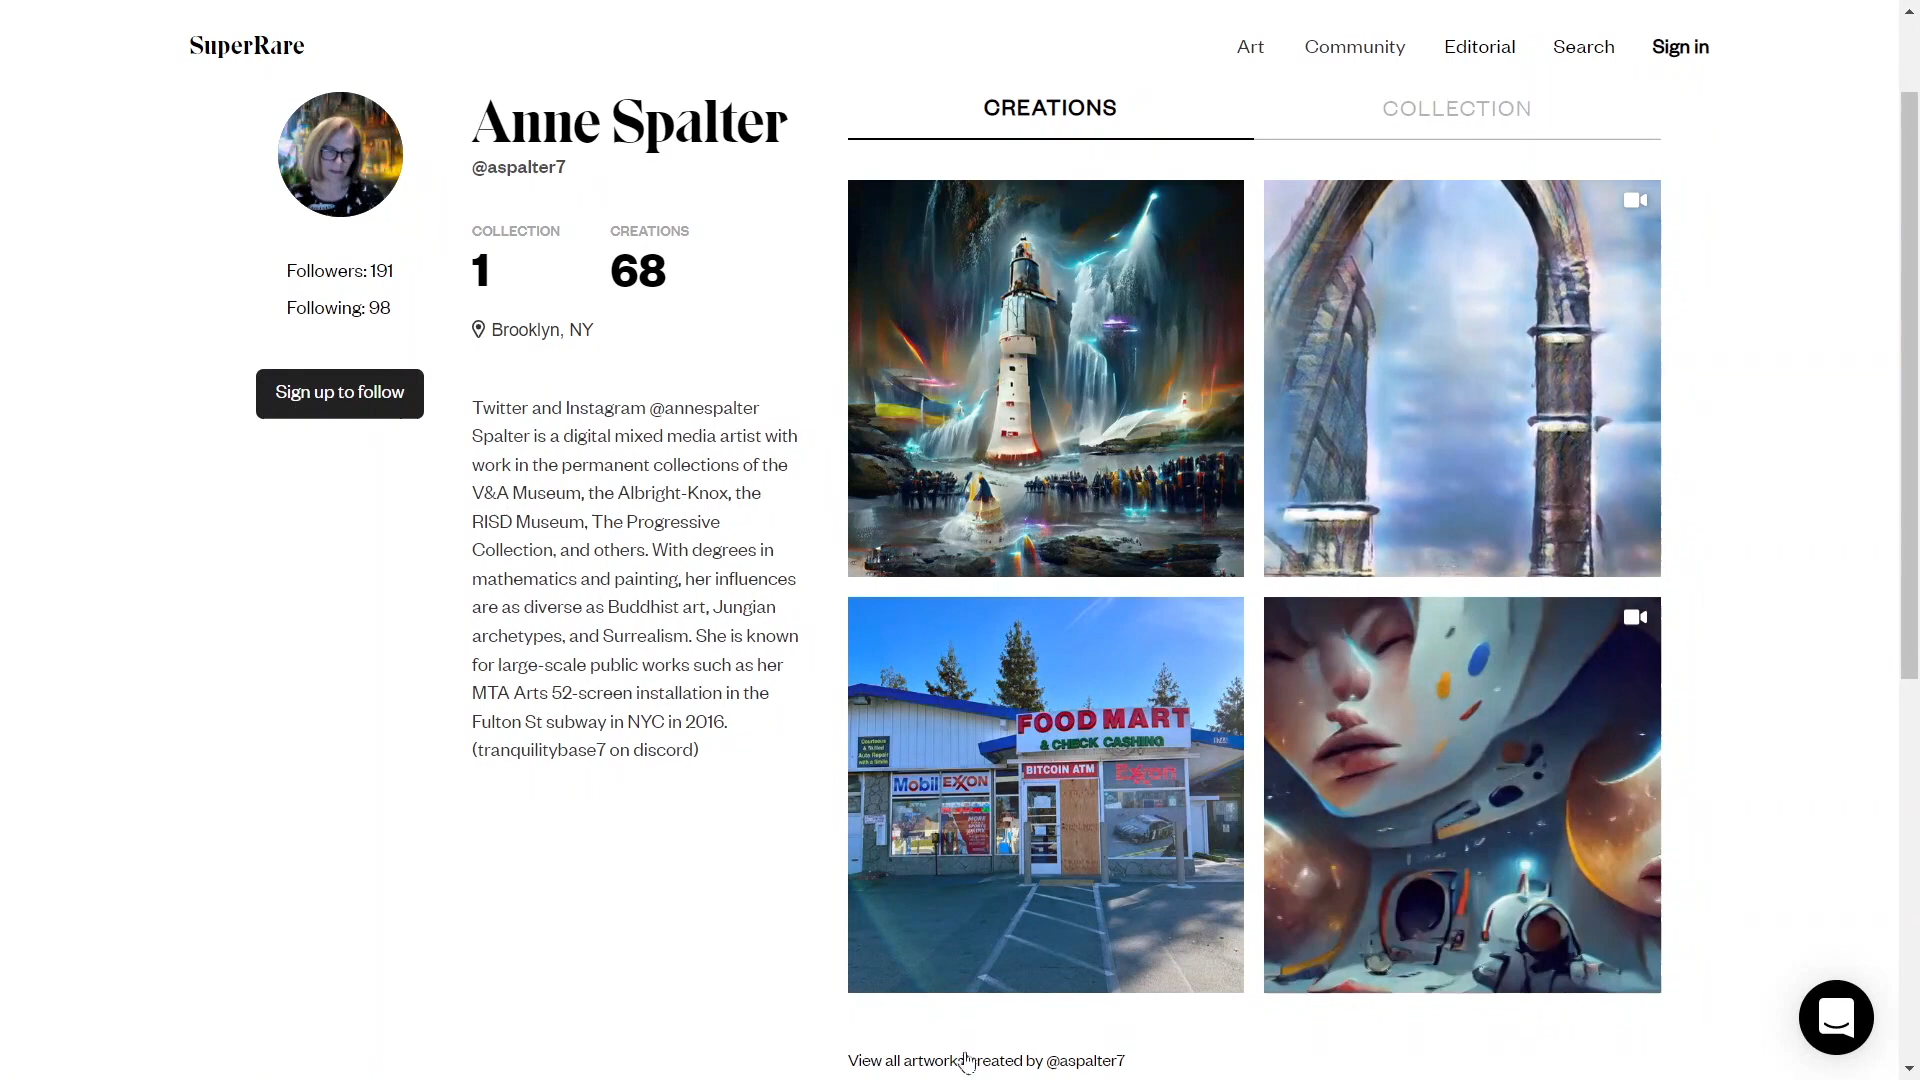 SuperRare
Art
Community
Editorial
Search
Sign in
Followers: 191
Following: 98
Sign up to follow
Anne Spalter
@aspalter7
COLLECTION
CREATIONS
1
68
Brooklyn, NY
Twitter and Instagram @annespalter
Spalter is a digital mixed media artist with
work in the permanent collections of the
V&A Museum, the Albright-Knox, the
RISD Museum, The Progressive
Collection, and others. With degrees in
mathematics and painting, her influences
are as diverse as Buddhist art, Jungian
archetypes, and Surrealism. She is known
for large-scale public works such as her
MTA Arts 52-screen installation in the
Fulton St subway in NYC in 2016.
(tranquilitybase7 on discord)
CREATIONS
COLLECTION
FOOD MART
& CHECK CASHING
Courteous
& Skilled
Auto Repair
with a Smile
Mobil EXXON
BITCOIN ATM
Exxon
View all artworks created by @aspalter7